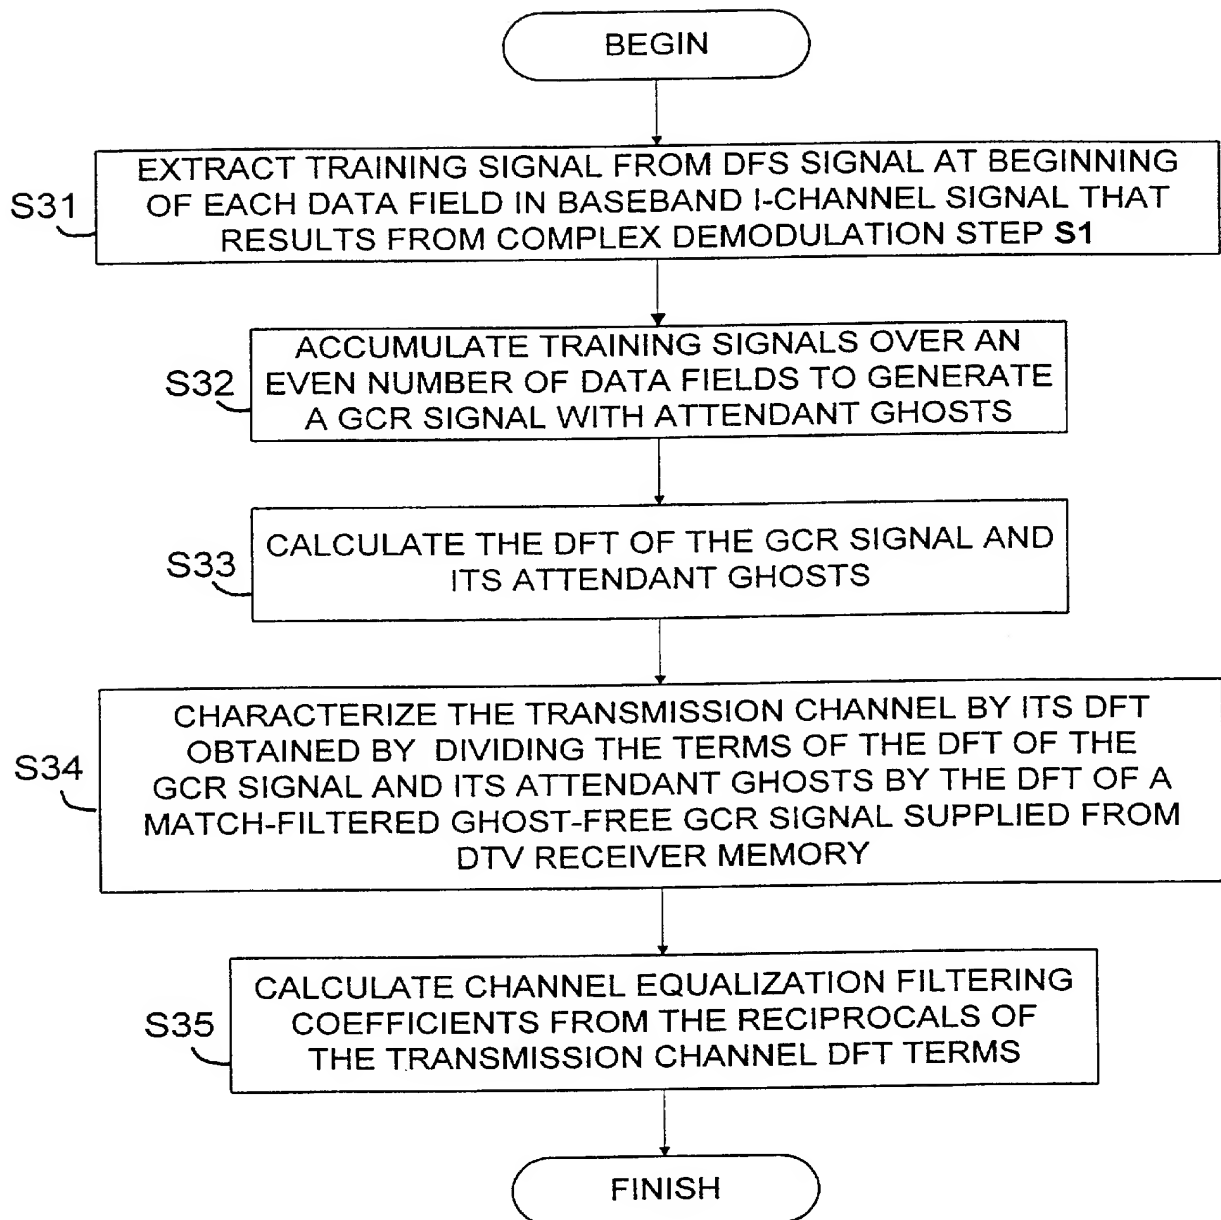 BEGIN
S31
EXTRACT TRAINING SIGNAL FROM DFS SIGNAL AT BEGINNING
OF EACH DATA FIELD IN BASEBAND I-CHANNEL SIGNAL THAT
RESULTS FROM COMPLEX DEMODULATION STEP S1
S32
ACCUMULATE TRAINING SIGNALS OVER AN
EVEN NUMBER OF DATA FIELDS TO GENERATE
A GCR SIGNAL WITH ATTENDANT GHOSTS
S33
CALCULATE THE DFT OF THE GCR SIGNAL AND
ITS ATTENDANT GHOSTS
S34
CHARACTERIZE THE TRANSMISSION CHANNEL BY ITS DFT
OBTAINED BY DIVIDING THE TERMS OF THE DFT OF THE
GCR SIGNAL AND ITS ATTENDANT GHOSTS BY THE DFT OF A
MATCH-FILTERED GHOST-FREE GCR SIGNAL SUPPLIED FROM
DTV RECEIVER MEMORY
S35
CALCULATE CHANNEL EQUALIZATION FILTERING
COEFFICIENTS FROM THE RECIPROCALS OF
THE TRANSMISSION CHANNEL DFT TERMS
FINISH